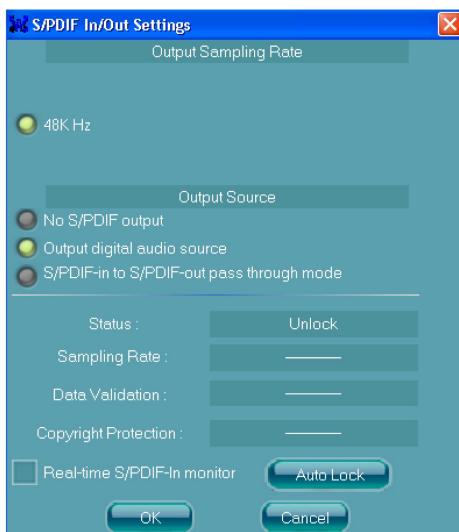 S/PDIF In/Out Settings
Output Sampling Rate
48K Hz
Output Source
No S/PDIF output
Output digital audio source
S/PDIF-in to S/PDIF-out pass through mode
Status : Unlock
Sampling Rate :
Data Validation :
Copyright Protection :
Real-time S/PDIF-In monitor Auto Lock
OK Cancel